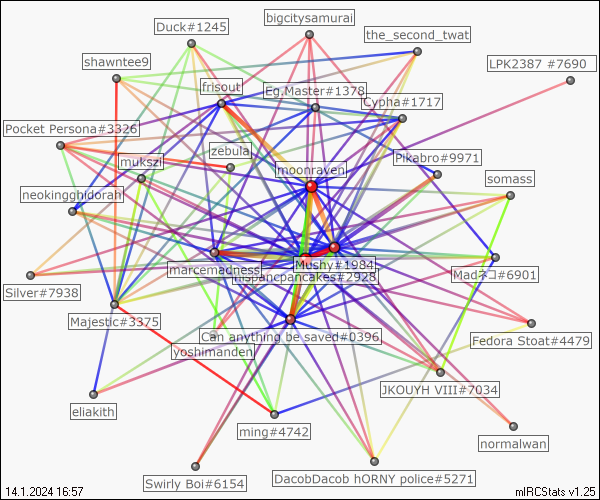 bigcitysamurai
Duck#1245
the_second_twat
shawntee9
LPK2387 #7690
frisout
Eg.Master#1378
Cypha#1717
Pocket Persona#3326
zebula
mukszi
Pikabro#9971
moonraven
neokingghidorah
somass
Mushy#1984
marcemadness
hispancpancakes#2928
Madネコ#6901
Silver#7938
Majestic#3375
Can anything be saved#0396
Fedora Stoat#4479
yoshimanden
JKOUYH VIII#7034
eliakith
ming#4742
normalwan
DacobDacob hORNY police#5271
Swirly Boi#6154
14.1.2024 16:57
mIRCStats v1.25